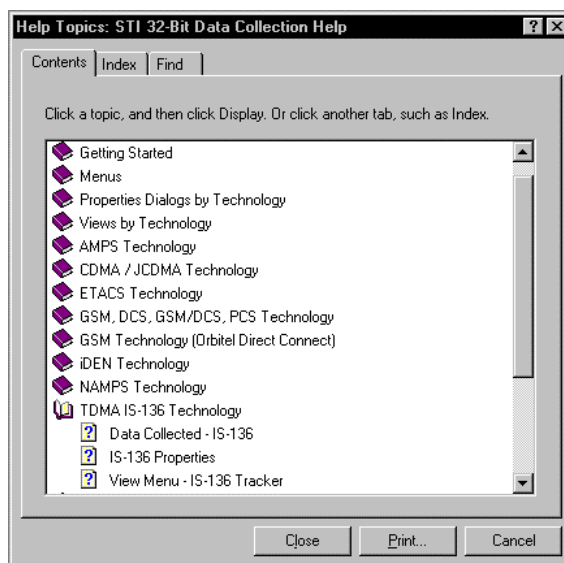 Help Topics: STI 32-Bit Data Collection Help
Contents Index Find
Click a topic, and then click Display. Or click another tab, such as Index.
Getting Started
Menus
Properties Dialogs by Technology
Views by Technology
AMPS Technology
CDMA / JCDMA Technology
ETACS Technology
GSM, DCS, GSM/DCS, PCS Technology
GSM Technology (Orbitel Direct Connect)
iDEN Technology
NAMPS Technology
TDMA IS-136 Technology
Data Collected - IS-136
IS-136 Properties
View Menu - IS-136 Tracker
Close Print... Cancel